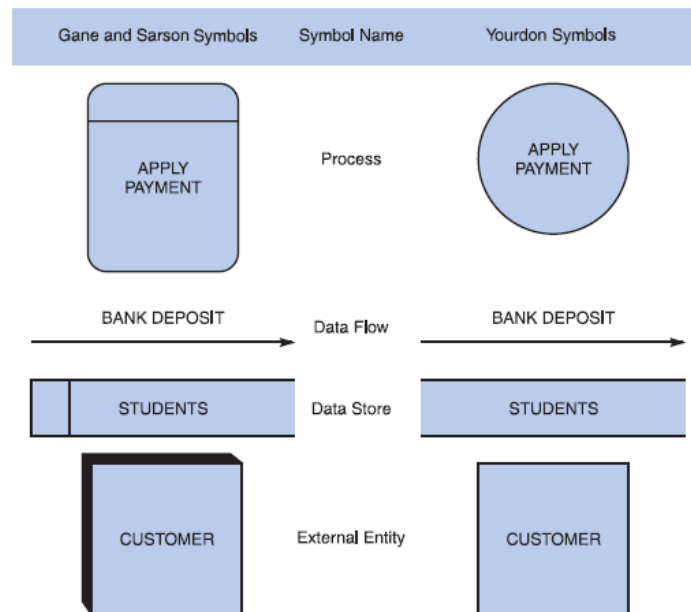 Gane and Sarson Symbols Symbol Name Yourdon Symbols
APPLY
PAYMENT
Process
APPLY
PAYMENT
BANK DEPOSIT
Data Flow
BANK DEPOSIT
STUDENTS
Data Store
STUDENTS
CUSTOMER
External Entity
CUSTOMER